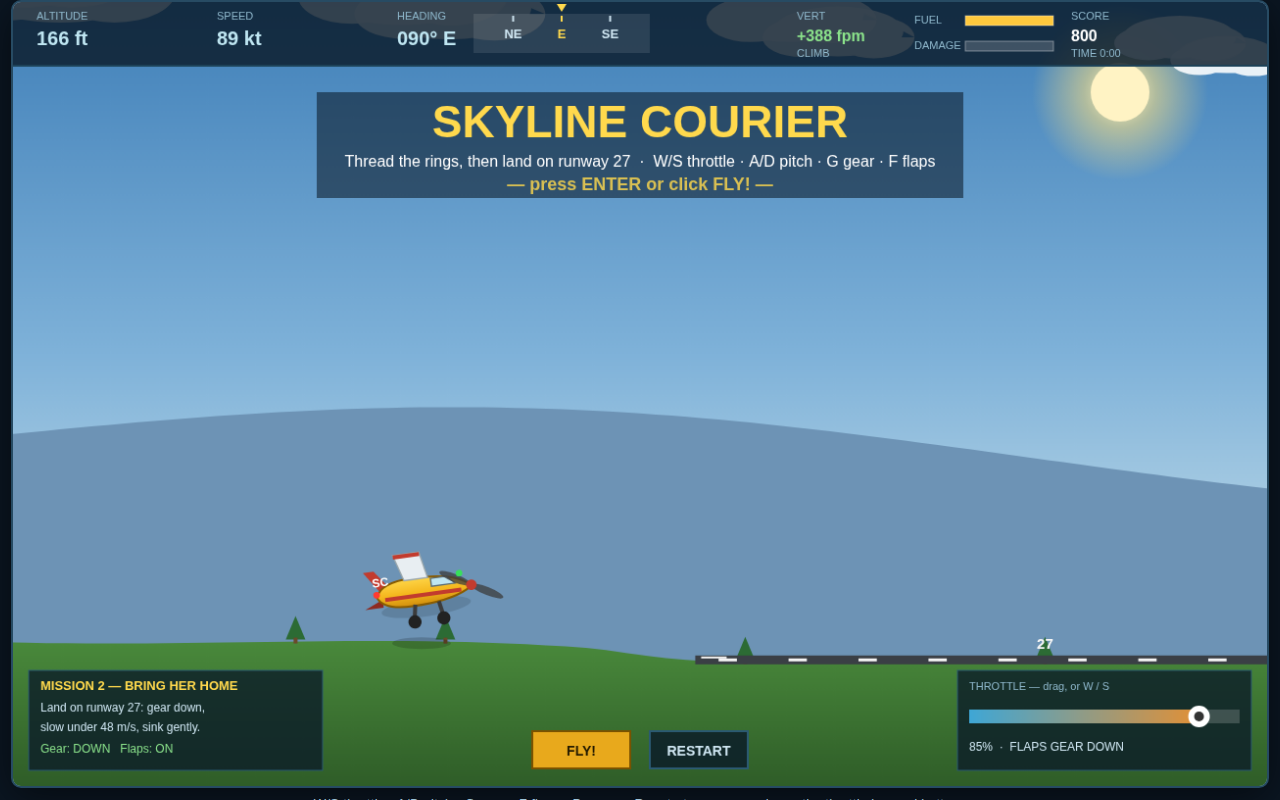 ALTITUDE
166 ft
SPEED
89 kt
HEADING
090° E
NE E SE
VERT
+388 fpm
CLIMB
FUEL
DAMAGE
SCORE
800
TIME 0:00
SKYLINE COURIER
Thread the rings, then land on runway 27 · W/S throttle · A/D pitch · G gear · F flaps
— press ENTER or click FLY! —
SC
27
MISSION 2 — BRING HER HOME
Land on runway 27: gear down,
slow under 48 m/s, sink gently.
Gear: DOWN Flaps: ON
FLY!
RESTART
THROTTLE — drag, or W / S
85% · FLAPS GEAR DOWN